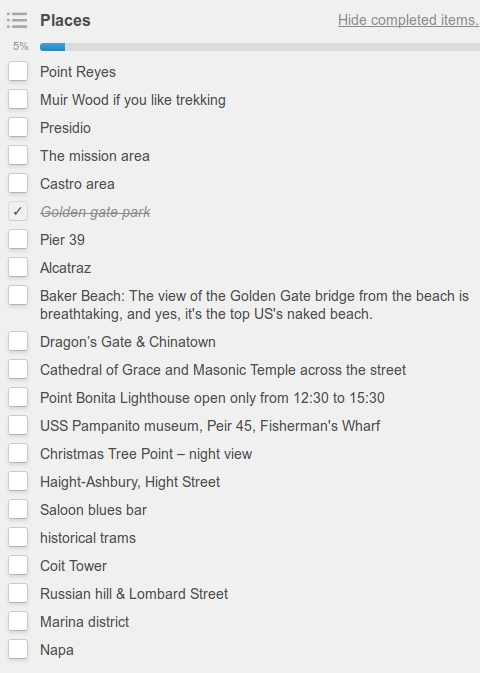 Places Hide completed items.
5%
Point Reyes
Muir Wood if you like trekking
Presidio
The mission area
Castro area
Golden gate park
Pier 39
Alcatraz
Baker Beach: The view of the Golden Gate bridge from the beach is
breathtaking, and yes, it's the top US's naked beach.
Dragon’s Gate & Chinatown
Cathedral of Grace and Masonic Temple across the street
Point Bonita Lighthouse open only from 12:30 to 15:30
USS Pampanito museum, Peir 45, Fisherman's Wharf
Christmas Tree Point – night view
Haight-Ashbury, Hight Street
Saloon blues bar
historical trams
Coit Tower
Russian hill & Lombard Street
Marina district
Napa